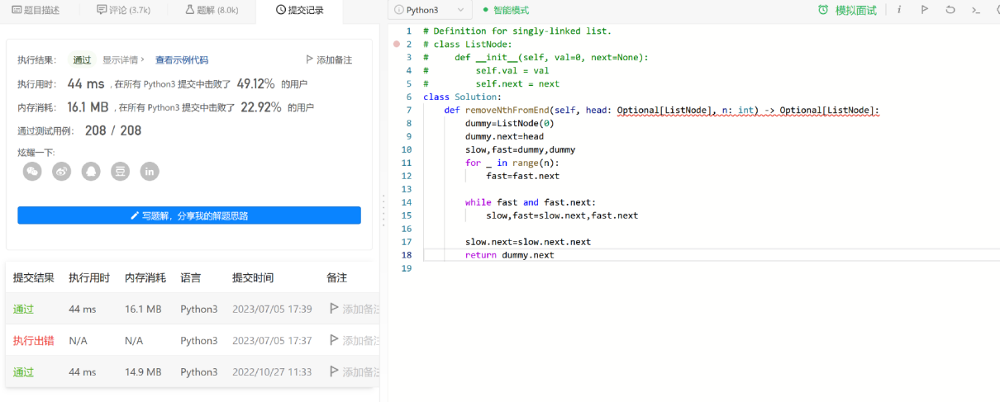 题目描述 评论 (3.7k) 题解 (8.0k) 提交记录
执行结果： 通过 显示详情 › 查看示例代码 添加备注
执行用时： 44 ms , 在所有 Python3 提交中击败了 49.12% 的用户
内存消耗： 16.1 MB , 在所有 Python3 提交中击败了 22.92% 的用户
通过测试用例： 208 / 208
炫耀一下:
豆 in
写题解，分享我的解题思路
提交结果 执行用时 内存消耗 语言 提交时间 备注
通过 44 ms 16.1 MB Python3 2023/07/05 17:39 添加备注
执行出错 N/A N/A Python3 2023/07/05 17:37 添加备注
通过 44 ms 14.9 MB Python3 2022/10/27 11:33 添加备注
i Python3 智能模式 模拟面试 i >_
1 # Definition for singly-linked list.
2 # class ListNode:
3 #     def __init__(self, val=0, next=None):
4 #         self.val = val
5 #         self.next = next
6 class Solution:
7     def removeNthFromEnd(self, head: Optional[ListNode], n: int) -> Optional[ListNode]:
8         dummy=ListNode(0)
9         dummy.next=head
10         slow,fast=dummy,dummy
11         for _ in range(n):
12             fast=fast.next
13
14         while fast and fast.next:
15             slow,fast=slow.next,fast.next
16
17         slow.next=slow.next.next
18         return dummy.next
19